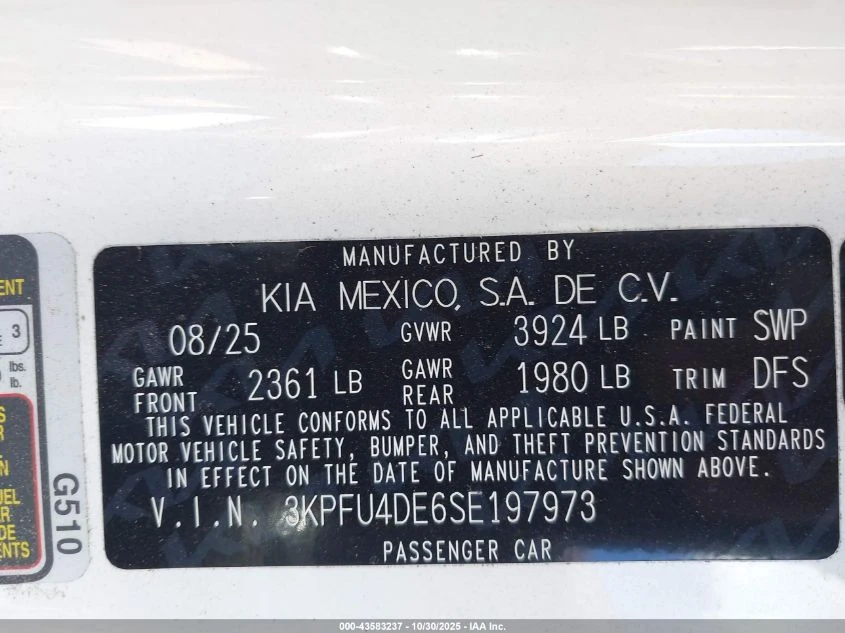 MANUFACTURED BY
KIA MEXICO, S.A. DE C.V.
08/25 GVWR 3924 LB PAINT SWP
GAWR FRONT 2361 LB GAWR REAR 1980 LB TRIM DFS
THIS VEHICLE CONFORMS TO ALL APPLICABLE U.S.A. FEDERAL
MOTOR VEHICLE SAFETY, BUMPER, AND THEFT PREVENTION STANDARDS
IN EFFECT ON THE DATE OF MANUFACTURE SHOWN ABOVE.
V.I.N. 3KPFU4DE6SE197973
PASSENGER CAR
G510
3
lbs.
lb.
000-43583237 - 10/30/2025 - IAA Inc.